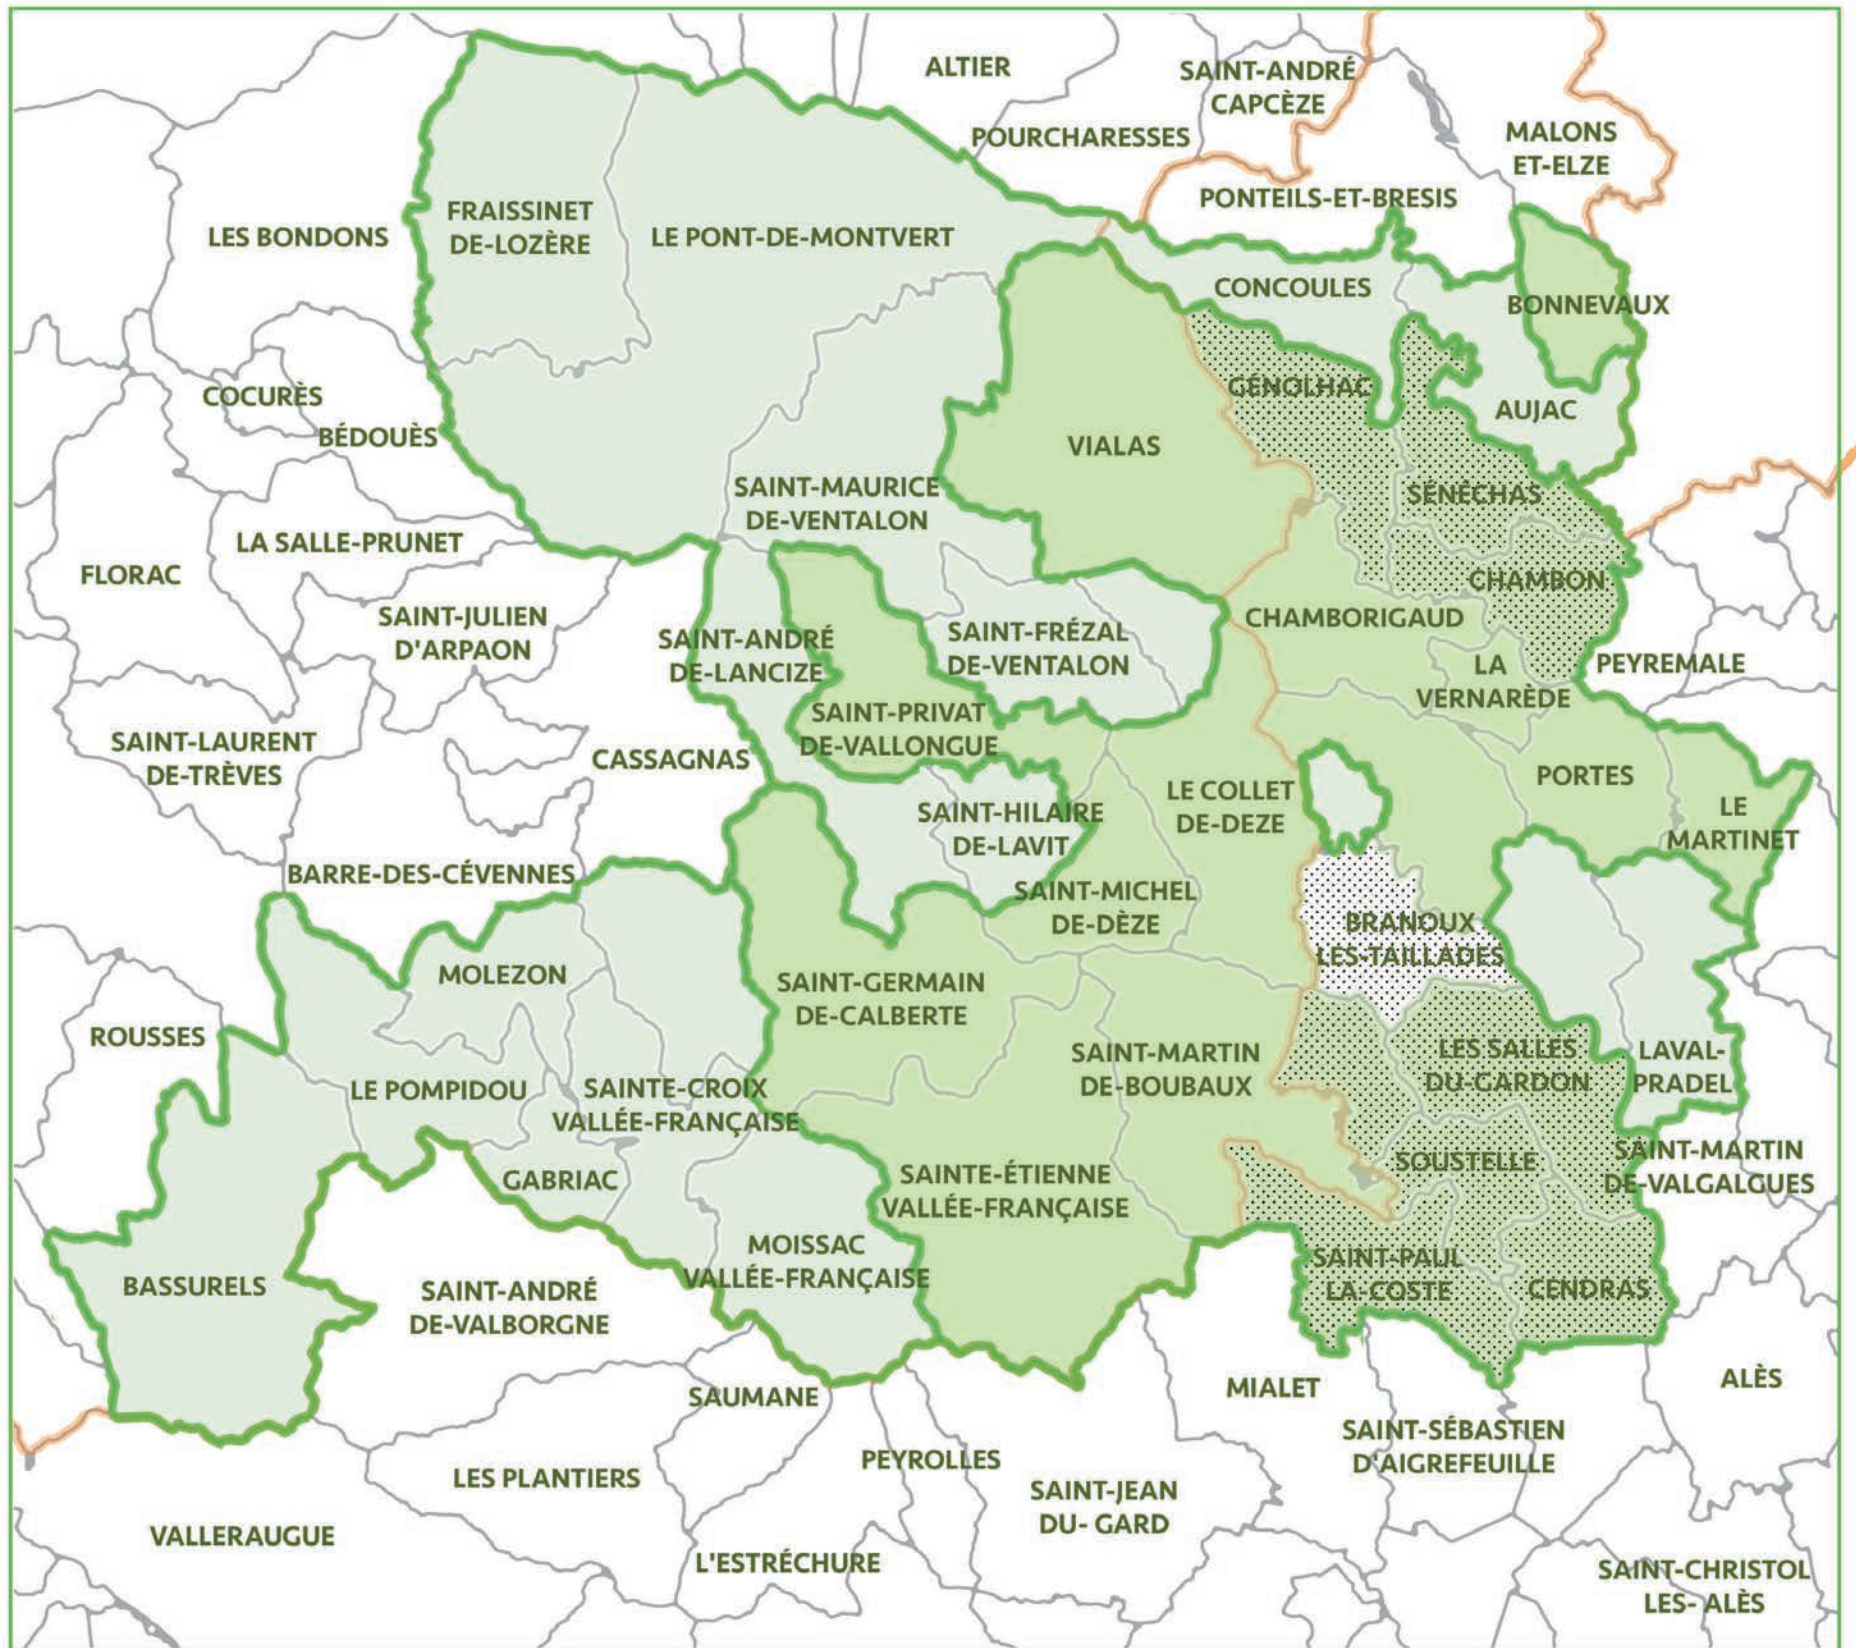 ALTIER
SAINT-ANDRÉ
CAPCÈZE
POURCHARESSES
MALONS
ET-ELZE
PONTEILS-ET-BRESIS
FRAISSINET
DE-LOZÈRE
LES BONDONS
LE PONT-DE-MONTVERT
CONCOULES
BONNEVAUX
COCURÈS
GÉNOLHAC
AUJAC
BÉDOUÈS
VIALAS
SAINT-MAURICE
DE-VENTALON
SÉNÉCHAS
LA SALLE-PRUNET
FLORAC
CHAMBON
SAINT-JULIEN
D'ARPAON
CHAMBORIGAUD
SAINT-ANDRÉ
DE-LANCIZE
SAINT-FRÉZAL
DE-VENTALON
LA
VERNARÈDE
PEYREMALE
SAINT-PRIVAT
DE-VALLONGUE
SAINT-LAURENT
DE-TRÈVES
CASSAGNAS
PORTES
LE COLLET
DE-DEZE
SAINT-HILAIRE
DE-LAVIT
LE
MARTINET
BARRE-DES-CÉVENNES
SAINT-MICHEL
DE-DÈZE
BRANOUX
LES-TAILLADES
MOLEZON
SAINT-GERMAIN
DE-CALBERTE
ROUSSES
SAINT-MARTIN
DE-BOUBAUX
LES SALLES
DU-GARDON
LAVAL-
PRADEL
LE POMPIDOU
SAINTE-CROIX
VALLÉE-FRANÇAISE
SAINT-MARTIN
DE-VALGALGUES
SOUSTELLE
GABRIAC
SAINTE-ÉTIENNE
VALLÉE-FRANÇAISE
MOISSAC
VALLÉE-FRANÇAISE
SAINT-PAUL
LA-COSTE
CENDRAS
BASSURELS
SAINT-ANDRÉ
DE-VALBORGNE
SAUMANE
MIALET
ALÈS
SAINT-SÉBASTIEN
D'AIGREFEUILLE
PEYROLLES
LES PLANTIERS
SAINT-JEAN
DU- GARD
VALLERAUGUE
L'ESTRÉCHURE
SAINT-CHRISTOL
LES- ALÈS